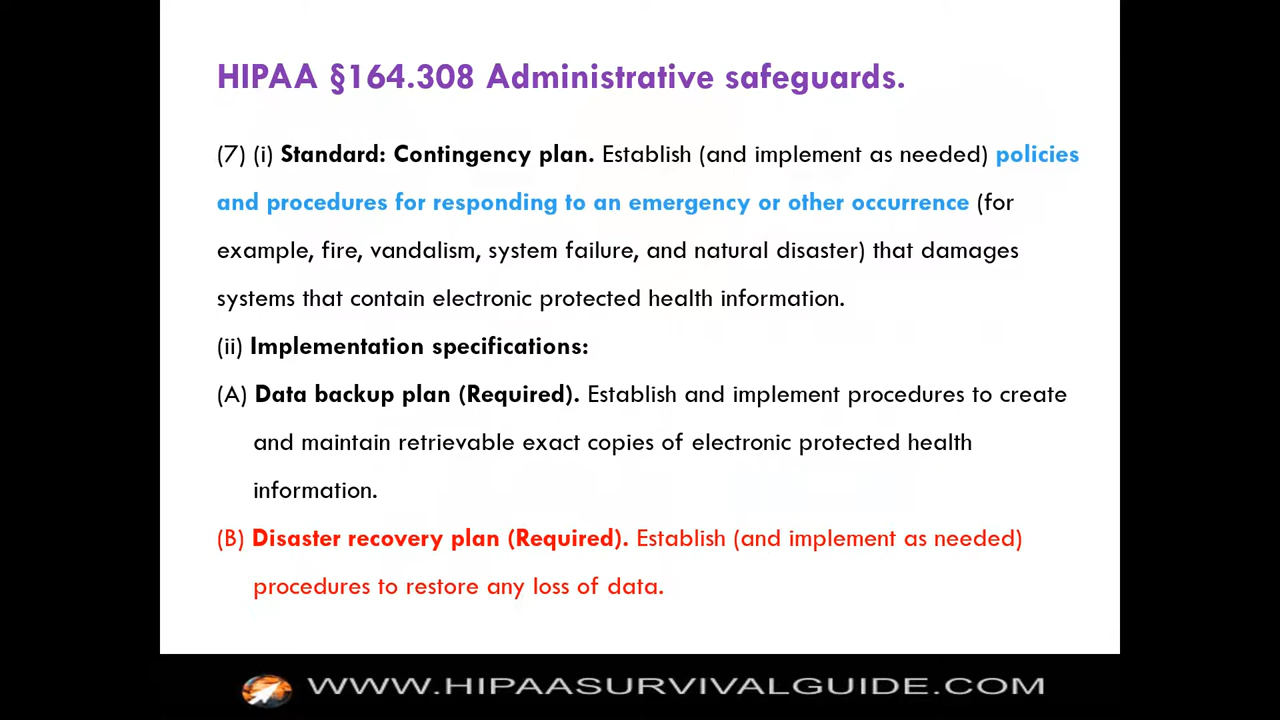 HIPAA §164.308 Administrative safeguards.
(7) (i) Standard: Contingency plan. Establish (and implement as needed) policies
and procedures for responding to an emergency or other occurrence (for
example, fire, vandalism, system failure, and natural disaster) that damages
systems that contain electronic protected health information.
(ii) Implementation specifications:
(A) Data backup plan (Required). Establish and implement procedures to create
and maintain retrievable exact copies of electronic protected health
information.
(B) Disaster recovery plan (Required). Establish (and implement as needed)
procedures to restore any loss of data.
WWW.HIPAASURVIVALGUIDE.COM